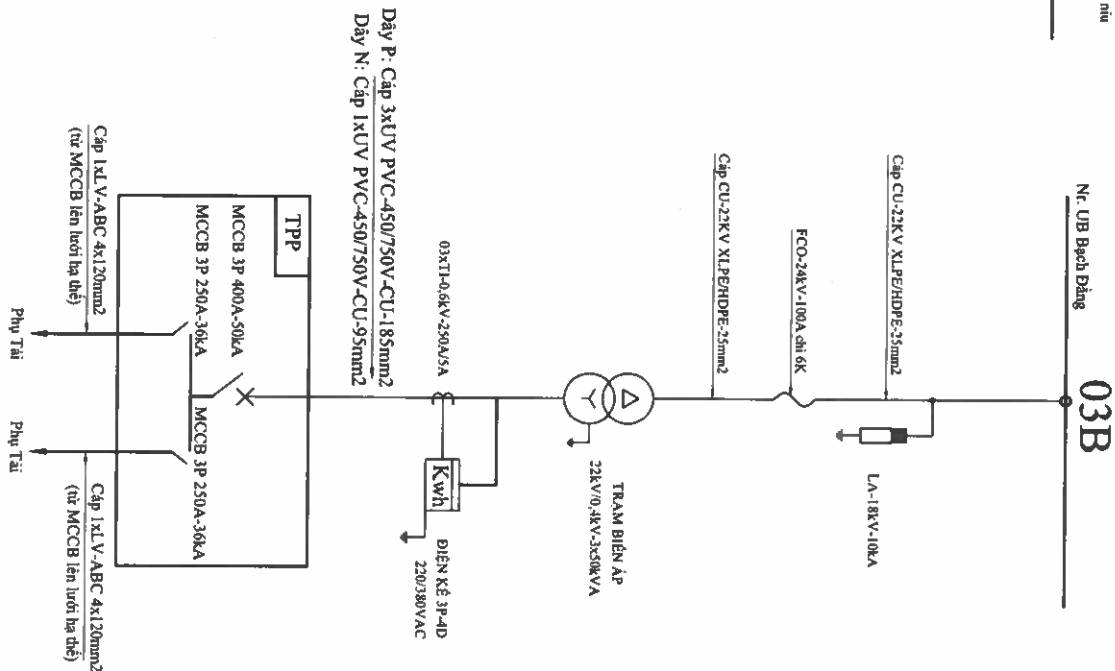 Nr. UB Bạch Đằng
03B
Cáp CU-22KV XLPE/HDPE-25mm2
LA-18kV-10kA
FCO-24kV-100A chì 6K
Cáp CU-22KV XLPE/HDPE-25mm2
TRẠM BIẾN ÁP
22kV/0,4kV-3x50kVA
03xTI-0,6kV-250A/5A
Kwh
ĐIỆN KẾ 3P-4D
220/380VAC
Dây P: Cáp 3xUV PVC-450/750V-CU-185mm2
Dây N: Cáp 1xUV PVC-450/750V-CU-95mm2
TPP
MCCB 3P 400A-50kA
MCCB 3P 250A-36kA
MCCB 3P 250A-36kA
Cáp 1xLV-ABC 4x120mm2
(từ MCCB lên lưới hạ thế)
Cáp 1xLV-ABC 4x120mm2
(từ MCCB lên lưới hạ thế)
Phụ Tải
Phụ Tải